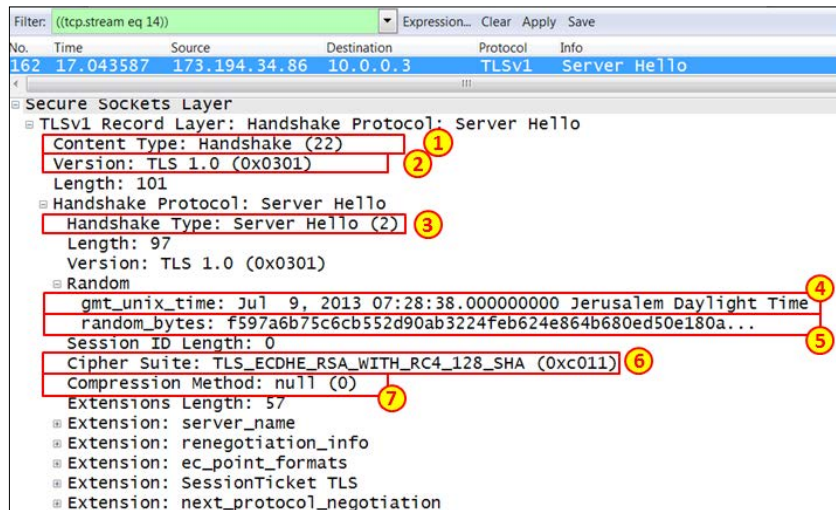 Filter: ((tcp.stream eq 14)) Expression... Clear Apply Save
No. Time Source Destination Protocol Info
162 17.043587 173.194.34.86 10.0.0.3 TLSv1 Server Hello
Secure Sockets Layer
TLSv1 Record Layer: Handshake Protocol: Server Hello
Content Type: Handshake (22) 1
Version: TLS 1.0 (0x0301) 2
Length: 101
Handshake Protocol: Server Hello
Handshake Type: Server Hello (2) 3
Length: 97
Version: TLS 1.0 (0x0301)
Random 4
gmt_unix_time: Jul 9, 2013 07:28:38.000000000 Jerusalem Daylight Time
random_bytes: f597a6b75c6cb552d90ab3224feb624e864b680ed50e180a... 5
Session ID Length: 0
Cipher Suite: TLS_ECDHE_RSA_WITH_RC4_128_SHA (0xc011) 6
Compression Method: null (0) 7
Extensions Length: 57
Extension: server_name
Extension: renegotiation_info
Extension: ec_point_formats
Extension: SessionTicket TLS
Extension: next_protocol_negotiation